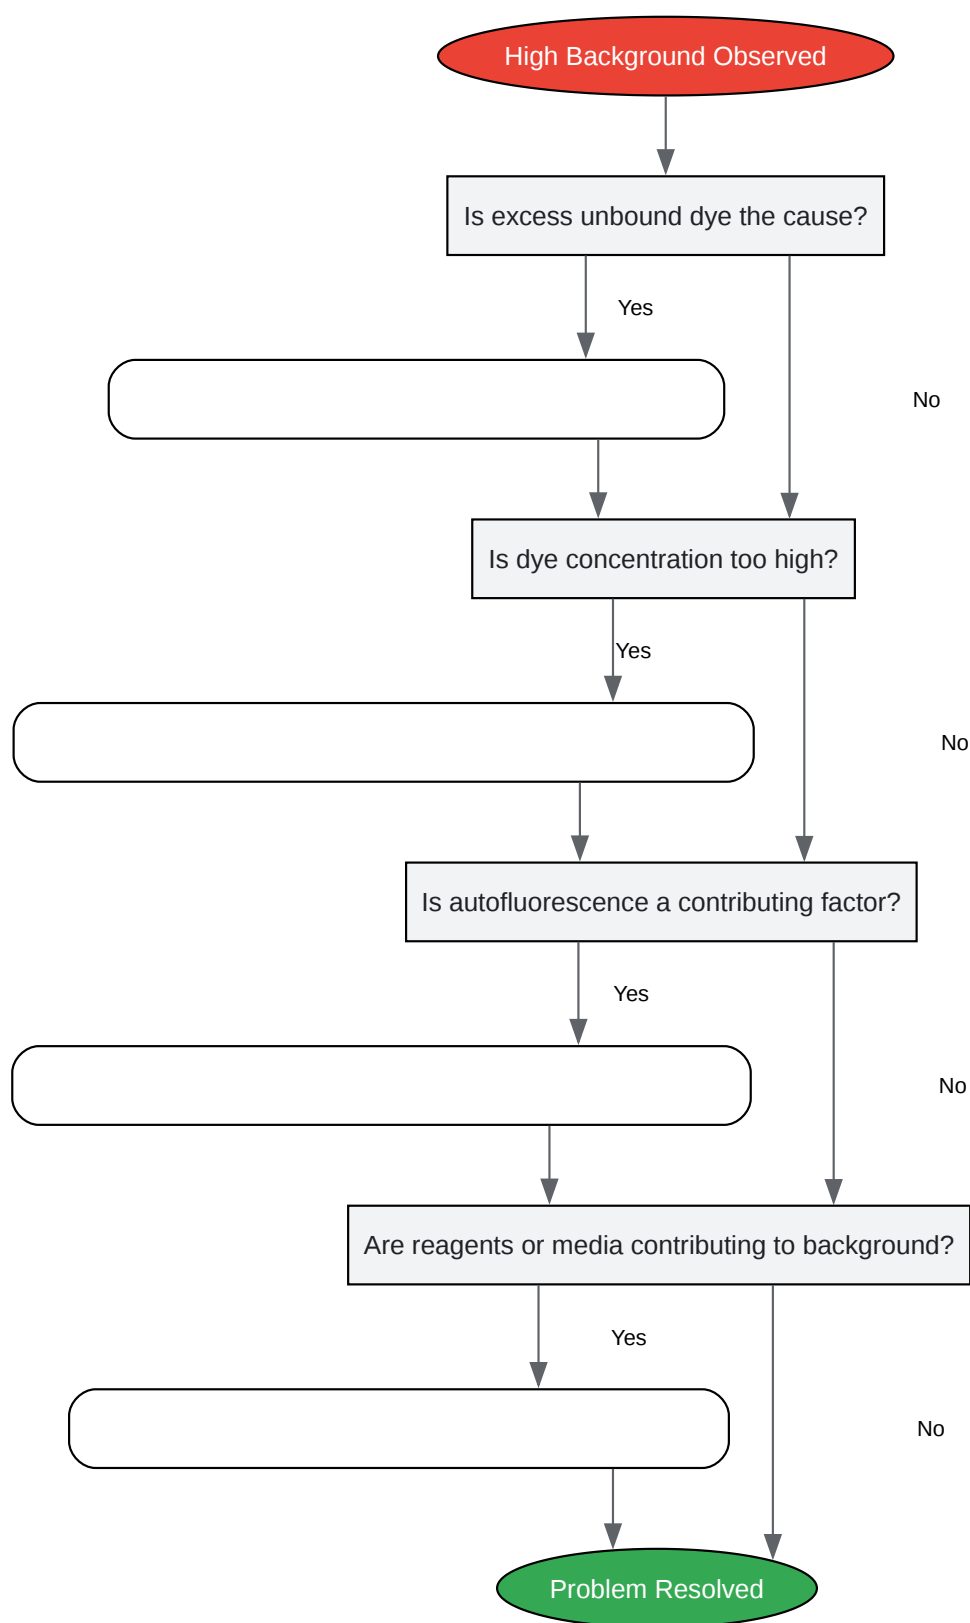 High Background Observed
Is excess unbound dye the cause?
Yes
No
Is dye concentration too high?
Yes
No
Is autofluorescence a contributing factor?
Yes
No
Are reagents or media contributing to background?
Yes
No
Problem Resolved